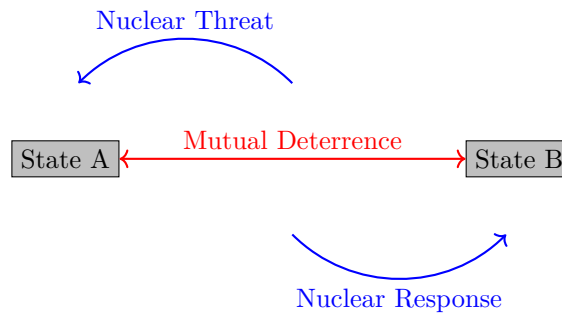 Nuclear Threat
Mutual Deterrence
State A
State B
Nuclear Response